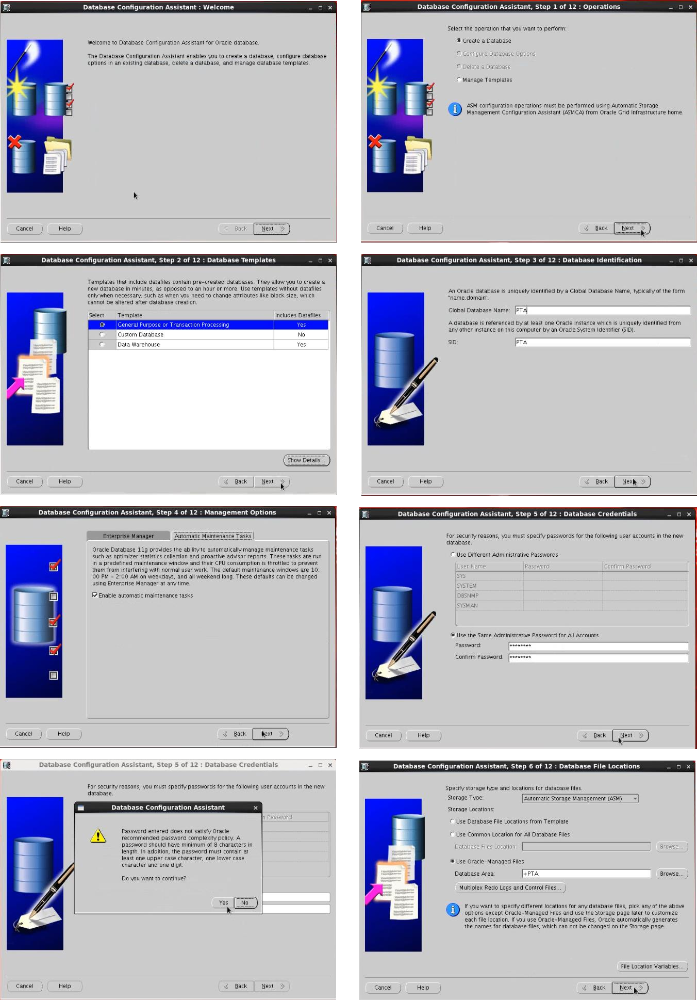 Database Configuration Assistant : Welcome
Welcome to Database Configuration Assistant for Oracle database.
The Database Configuration Assistant enables you to create a database, configure database
options in an existing database, delete a database, and manage database templates.
Cancel Help Back Next
Database Configuration Assistant, Step 1 of 12 : Operations
Select the operation that you want to perform:
Create a Database
Configure Database Options
Delete a Database
Manage Templates
ASM configuration operations must be performed using Automatic Storage
Management Configuration Assistant (ASMCA) from Oracle Grid Infrastructure home.
Cancel Help Back Next
Database Configuration Assistant, Step 2 of 12 : Database Templates
Templates that include datafiles contain pre-created databases. They allow you to create a
new database in minutes, as opposed to an hour or more. Use templates without datafiles
only when necessary, such as when you need to change attributes like block size, which
cannot be altered after database creation.
Select Template Includes Datafiles
General Purpose or Transaction Processing Yes
Custom Database No
Data Warehouse Yes
Show Details...
Cancel Help Back Next
Database Configuration Assistant, Step 3 of 12 : Database Identification
An Oracle database is uniquely identified by a Global Database Name, typically of the form
"name.domain".
Global Database Name: PTA
A database is referenced by at least one Oracle instance which is uniquely identified from
any other instance on this computer by an Oracle System Identifier (SID).
SID: PTA
Cancel Help Back Next
Database Configuration Assistant, Step 4 of 12 : Management Options
Enterprise Manager Automatic Maintenance Tasks
Oracle Database 11g provides the ability to automatically manage maintenance tasks
such as optimizer statistics collection and proactive advisor reports. These tasks are run
in a predefined maintenance window and their CPU consumption is throttled to prevent
them from interfering with normal user work. The default maintenance windows are 10:
00 PM - 2:00 AM on weekdays, and all weekend long. These defaults can be changed
using Enterprise Manager at any time.
Enable automatic maintenance tasks
Cancel Help Back Next
Database Configuration Assistant, Step 5 of 12 : Database Credentials
For security reasons, you must specify passwords for the following user accounts in the new
database.
Use Different Administrative Passwords
User Name Password Confirm Password
SYS
SYSTEM
DBSNMP
SYSMAN
Use the Same Administrative Password for All Accounts
Password: ********
Confirm Password: ********
Cancel Help Back Next
Database Configuration Assistant, Step 5 of 12 : Database Credentials
For security reasons, you must specify passwords for the following user accounts in the new
database.
Database Configuration Assistant
n Password
Password entered does not satisfy Oracle
recommended password complexity policy. A
password should have minimum of 8 characters in
length. In addition, the password must contain at
least one upper case character, one lower case
character and one digit.
Do you want to continue?
Yes No
Cancel Help Back Next
Database Configuration Assistant, Step 6 of 12 : Database File Locations
Specify storage type and locations for database files.
Storage Type: Automatic Storage Management (ASM)
Storage Locations:
Use Database File Locations from Template
Use Common Location for All Database Files
Database Files Location: Browse...
Use Oracle-Managed Files
Database Area: +PTA Browse...
Multiplex Redo Logs and Control Files...
If you want to specify different locations for any database files, pick any of the above
options except Oracle-Managed Files and use the Storage page later to customize
each file location. If you use Oracle-Managed Files, Oracle automatically generates
the names for database files, which can not be changed on the Storage page.
File Location Variables...
Cancel Help Back Next